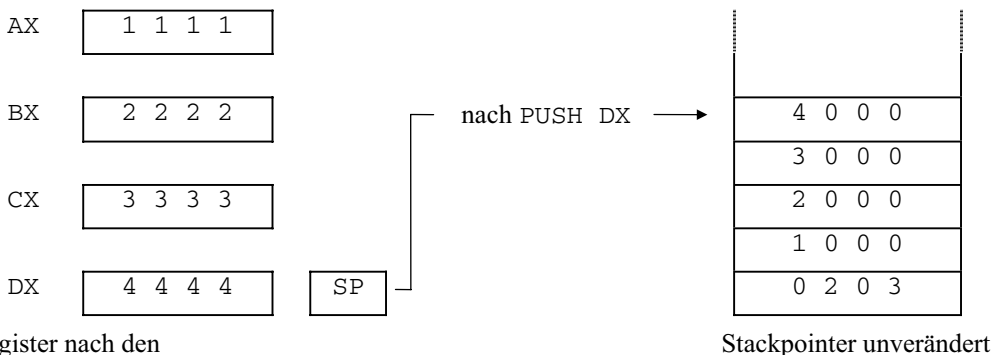 AX 1 1 1 1
BX 2 2 2 2 nach PUSH DX 4 0 0 0
3 0 0 0
CX 3 3 3 3 2 0 0 0
1 0 0 0
DX 4 4 4 4 SP 0 2 0 3
gister nach den Stackpointer unverändert